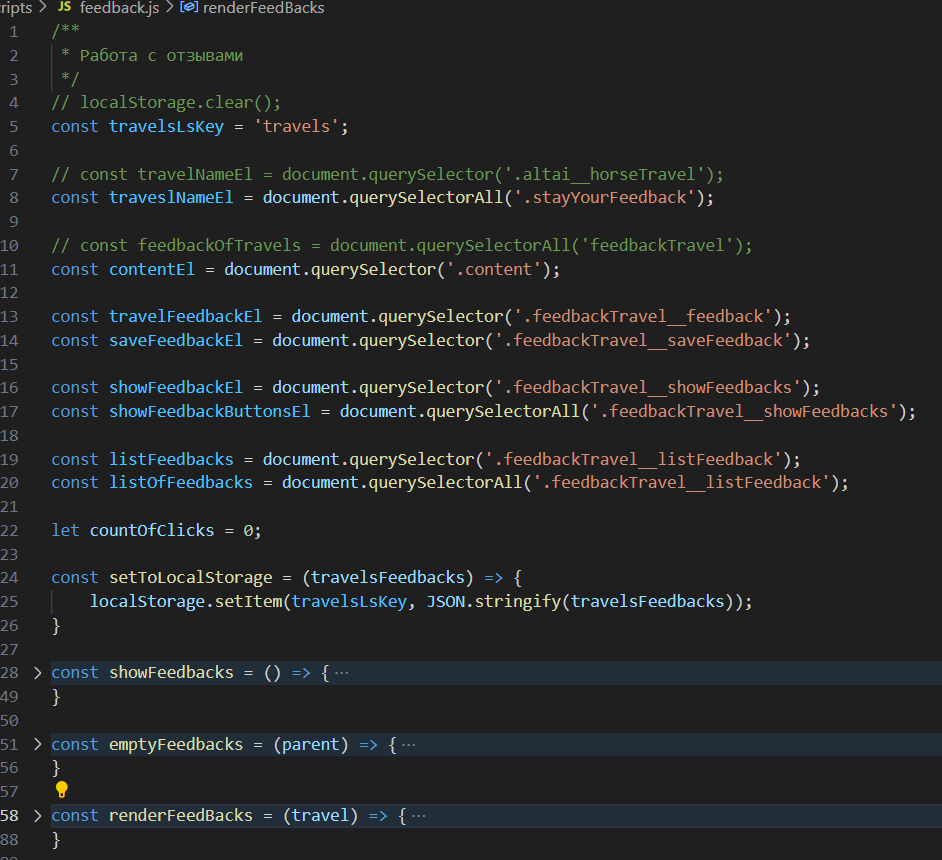 ripts > JS feedback.js > renderFeedBacks
1 /**
2 * Работа с отзывами
3 */
4 // localStorage.clear();
5 const travelsLsKey = 'travels';
6
7 // const travelNameEl = document.querySelector('.altai__horseTravel');
8 const traveslNameEl = document.querySelectorAll('.stayYourFeedback');
9
10 // const feedbackOfTravels = document.querySelectorAll('feedbackTravel');
11 const contentEl = document.querySelector('.content');
12
13 const travelFeedbackEl = document.querySelector('.feedbackTravel__feedback');
14 const saveFeedbackEl = document.querySelector('.feedbackTravel__saveFeedback');
15
16 const showFeedbackEl = document.querySelector('.feedbackTravel__showFeedbacks');
17 const showFeedbackButtonsEl = document.querySelectorAll('.feedbackTravel__showFeedbacks');
18
19 const listFeedbacks = document.querySelector('.feedbackTravel__listFeedback');
20 const listOfFeedbacks = document.querySelectorAll('.feedbackTravel__listFeedback');
21
22 let countOfClicks = 0;
23
24 const setToLocalStorage = (travelsFeedbacks) => {
25 localStorage.setItem(travelsLsKey, JSON.stringify(travelsFeedbacks));
26 }
27
28 > const showFeedbacks = () => { ···
49 }
50
51 > const emptyFeedbacks = (parent) => { ···
56 }
57
58 > const renderFeedBacks = (travel) => { ···
88 }